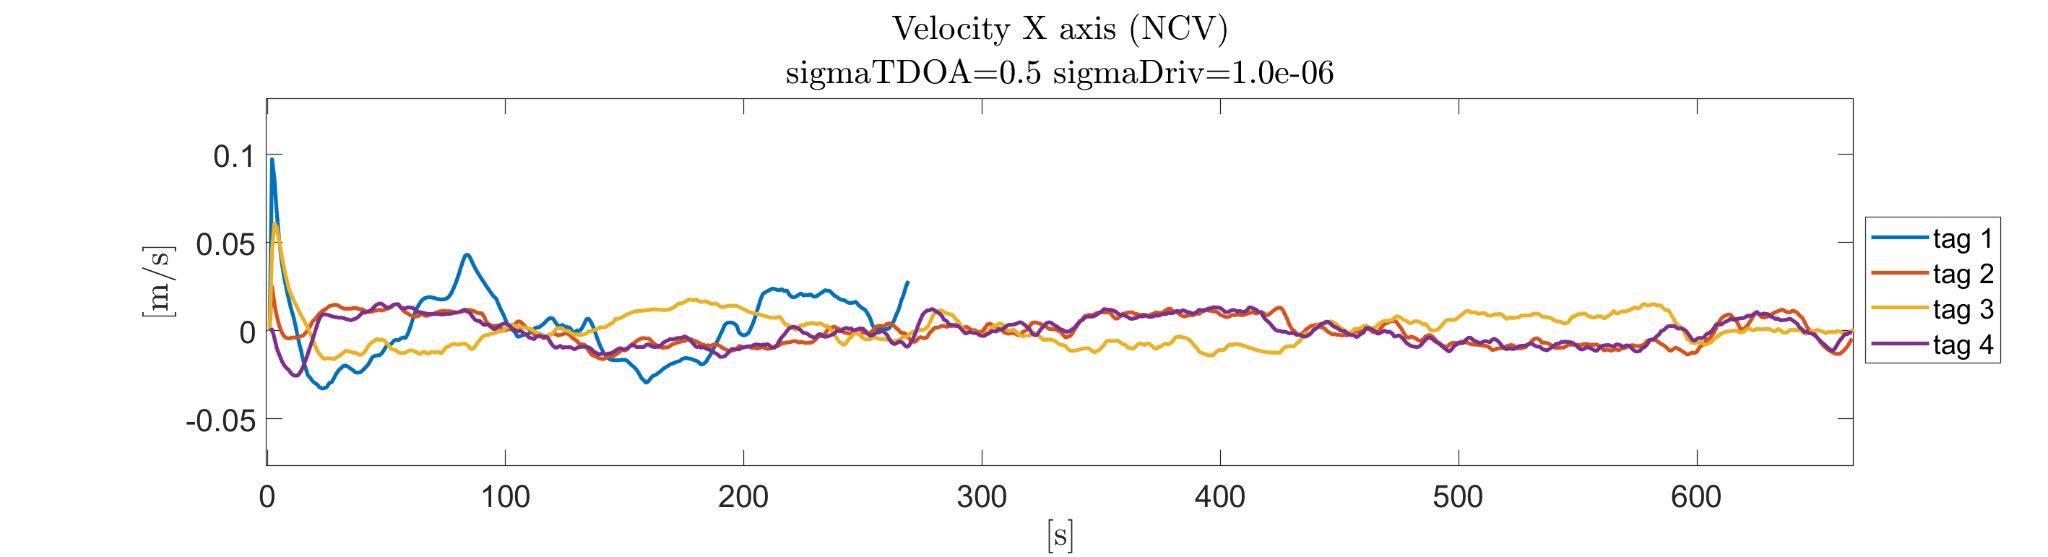 Velocity X axis (NCV)
sigmaTDOA=0.5 sigmaDriv=1.0e-06
0.1
0.05
0
-0.05
[m/s]
0 100 200 300 400 500 600
[s]
tag 1
tag 2
tag 3
tag 4